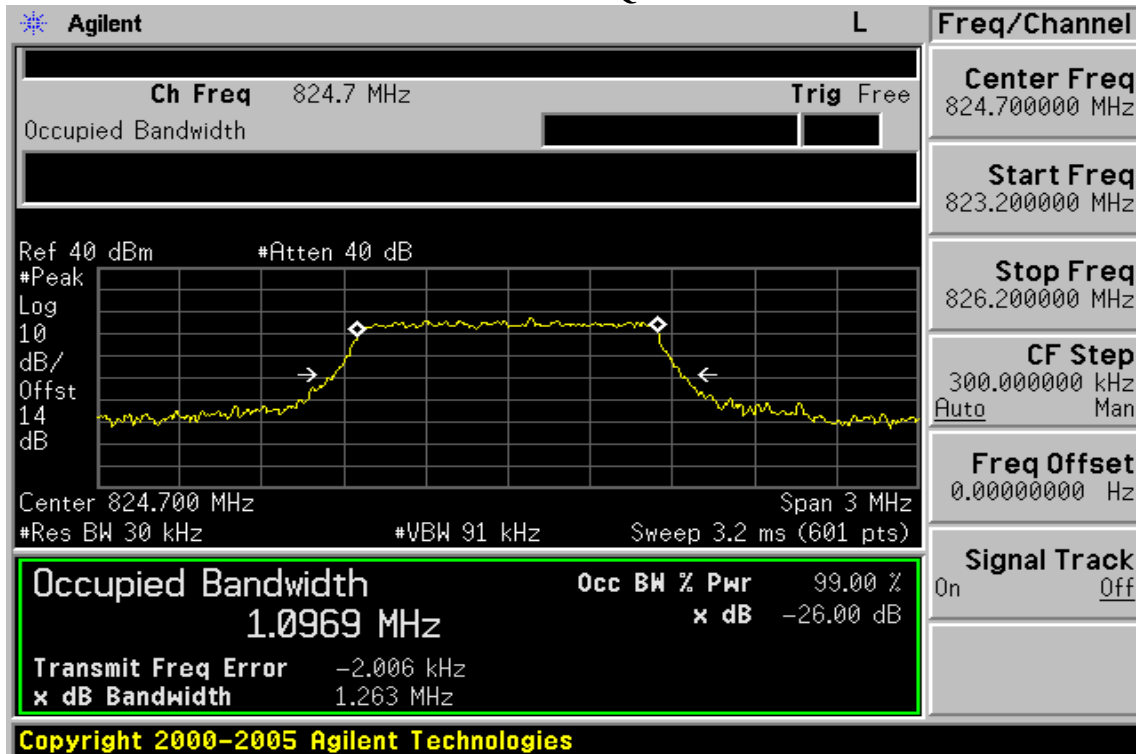 Agilent L Freq/Channel
Ch Freq 824.7 MHz Trig Free
Occupied Bandwidth
Center Freq
824.700000 MHz
Start Freq
823.200000 MHz
Stop Freq
826.200000 MHz
CF Step
300.000000 kHz
Auto Man
Freq Offset
0.00000000 Hz
Signal Track
On Off
Ref 40 dBm #Atten 40 dB
#Peak
Log
10
dB/
Offst
14
dB
Center 824.700 MHz Span 3 MHz
#Res BW 30 kHz #VBW 91 kHz Sweep 3.2 ms (601 pts)
Occupied Bandwidth Occ BW % Pwr 99.00 %
1.0969 MHz x dB -26.00 dB
Transmit Freq Error -2.006 kHz
x dB Bandwidth 1.263 MHz
Copyright 2000-2005 Agilent Technologies